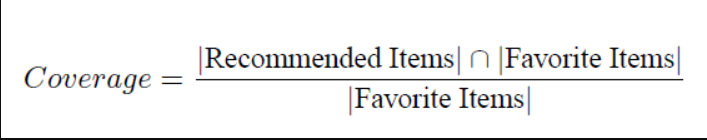 Coverage = |Recommended Items| ∩ |Favorite Items|
|Favorite Items|